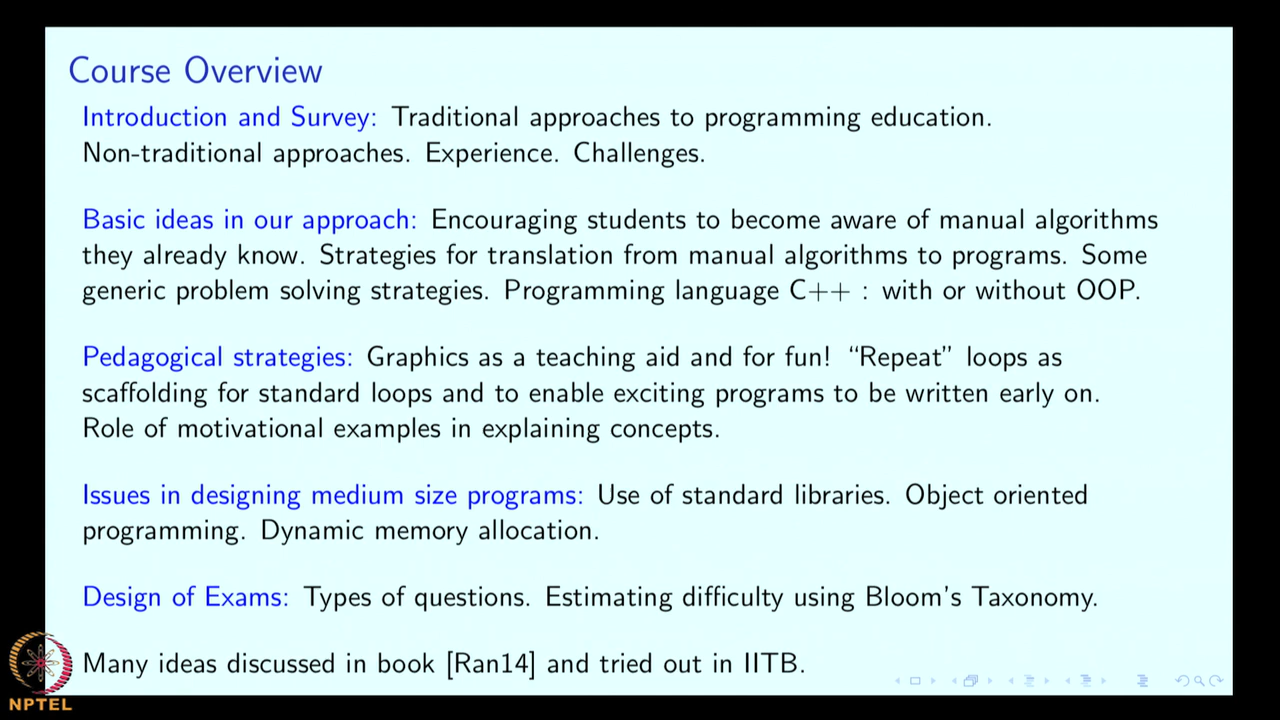 Course Overview
Introduction and Survey: Traditional approaches to programming education.
Non-traditional approaches. Experience. Challenges.
Basic ideas in our approach: Encouraging students to become aware of manual algorithms
they already know. Strategies for translation from manual algorithms to programs. Some
generic problem solving strategies. Programming language C++ : with or without OOP.
Pedagogical strategies: Graphics as a teaching aid and for fun! “Repeat” loops as
scaffolding for standard loops and to enable exciting programs to be written early on.
Role of motivational examples in explaining concepts.
Issues in designing medium size programs: Use of standard libraries. Object oriented
programming. Dynamic memory allocation.
Design of Exams: Types of questions. Estimating difficulty using Bloom’s Taxonomy.
Many ideas discussed in book [Ran14] and tried out in IITB.
NPTEL